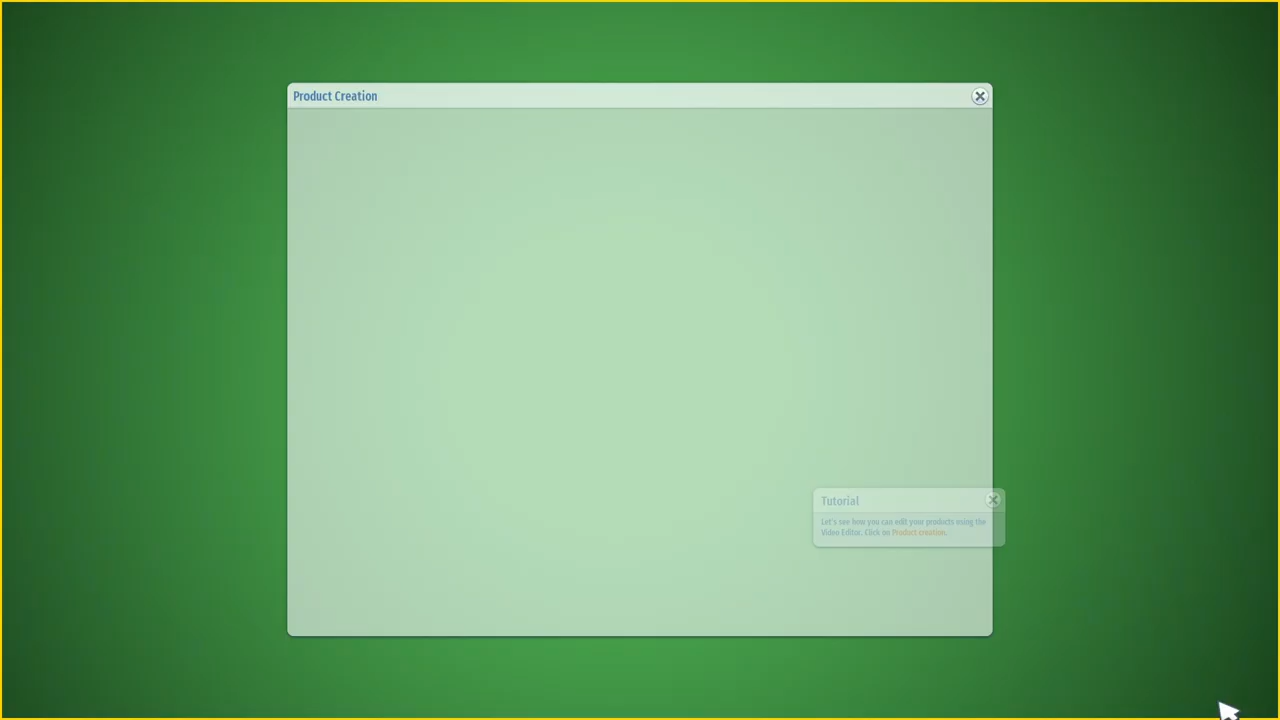 Product Creation
Tutorial
Let's see how you can edit your products using the
Video Editor. Click on Product creation.